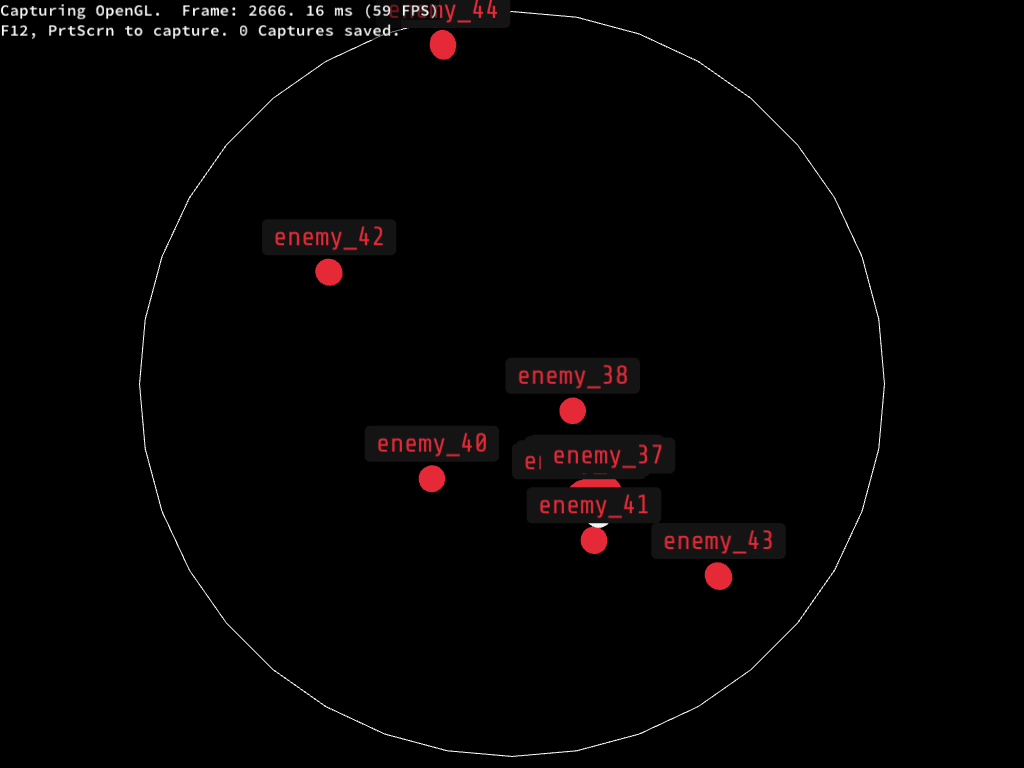 Capturing OpenGL. Frame: 2666. 16 ms (59 FPS)
enemy_44
F12, PrtScrn to capture. 0 Captures saved.
enemy_42
enemy_38
enemy_40
enemy_37
enemy_41
enemy_43